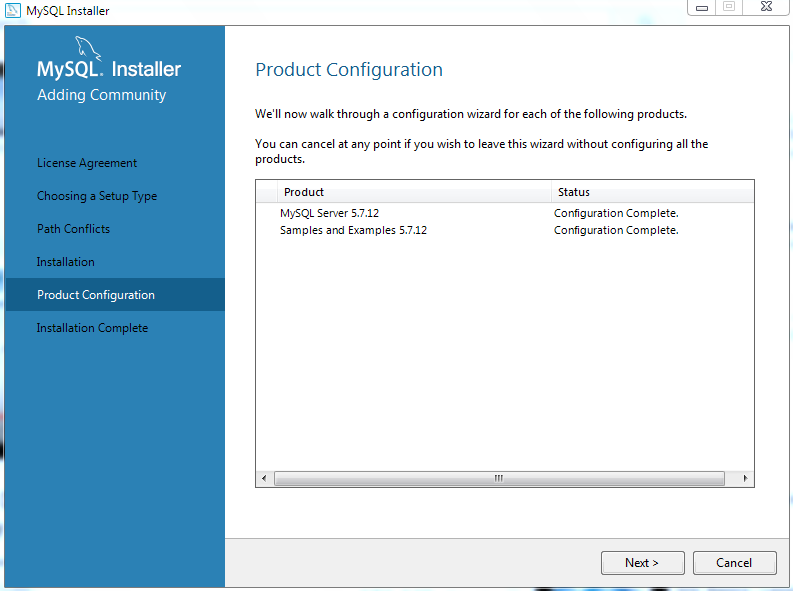 MySQL Installer
MySQL. Installer
Adding Community
License Agreement
Choosing a Setup Type
Path Conflicts
Installation
Product Configuration
Installation Complete
Product Configuration
We'll now walk through a configuration wizard for each of the following products.
You can cancel at any point if you wish to leave this wizard without configuring all the
products.
Product Status
MySQL Server 5.7.12 Configuration Complete.
Samples and Examples 5.7.12 Configuration Complete.
Next > Cancel